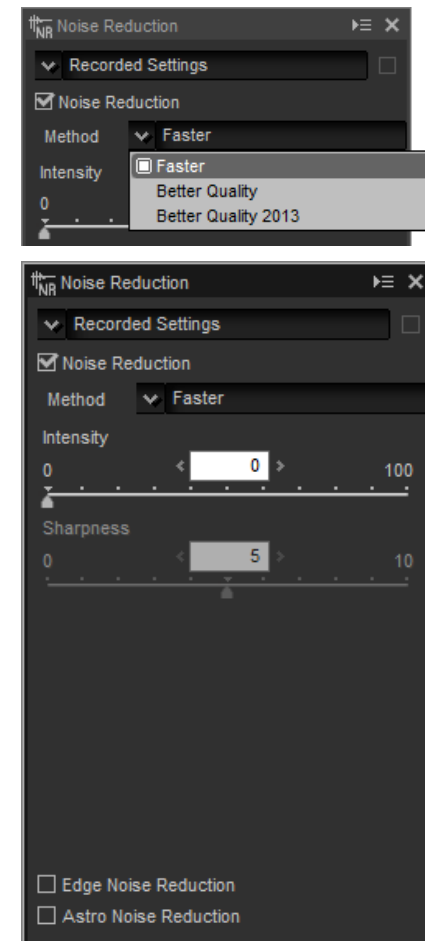 NR Noise Reduction
Recorded Settings
Noise Reduction
Method Faster
Intensity Faster
0 Better Quality
Better Quality 2013
NR Noise Reduction
Recorded Settings
Noise Reduction
Method Faster
Intensity
0 0 100
Sharpness
0 5 10
Edge Noise Reduction
Astro Noise Reduction